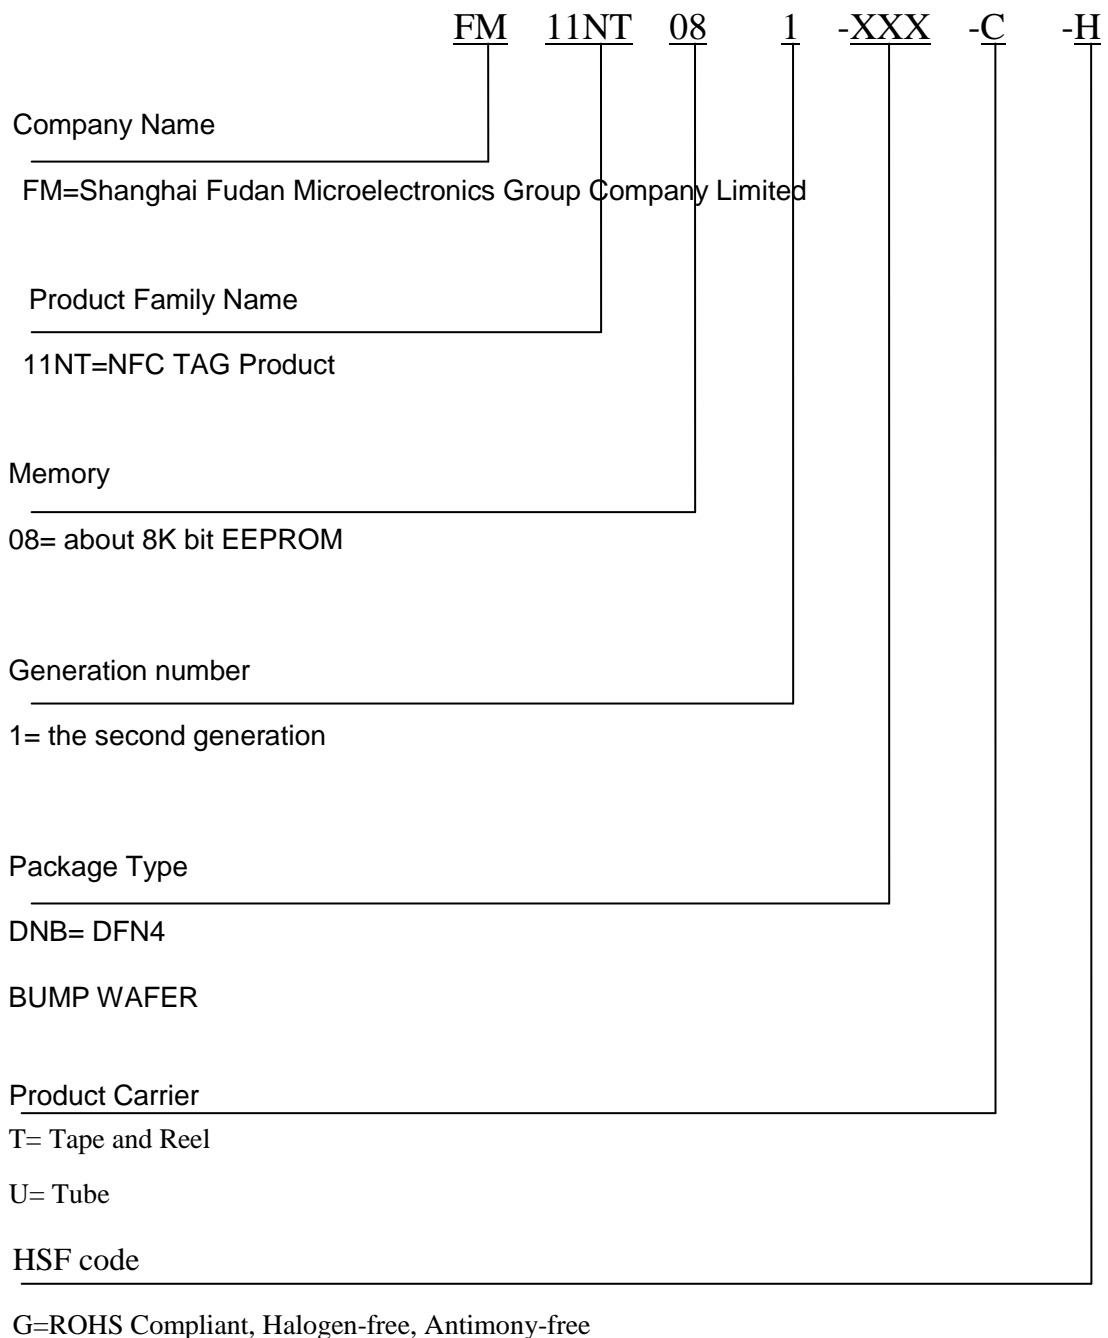 FM 11NT 08 1 -XXX -C -H
Company Name
FM=Shanghai Fudan Microelectronics Group Company Limited
Product Family Name
11NT=NFC TAG Product
Memory
08= about 8K bit EEPROM
Generation number
1= the second generation
Package Type
DNB= DFN4
BUMP WAFER
Product Carrier
T= Tape and Reel
U= Tube
HSF code
G=ROHS Compliant, Halogen-free, Antimony-free